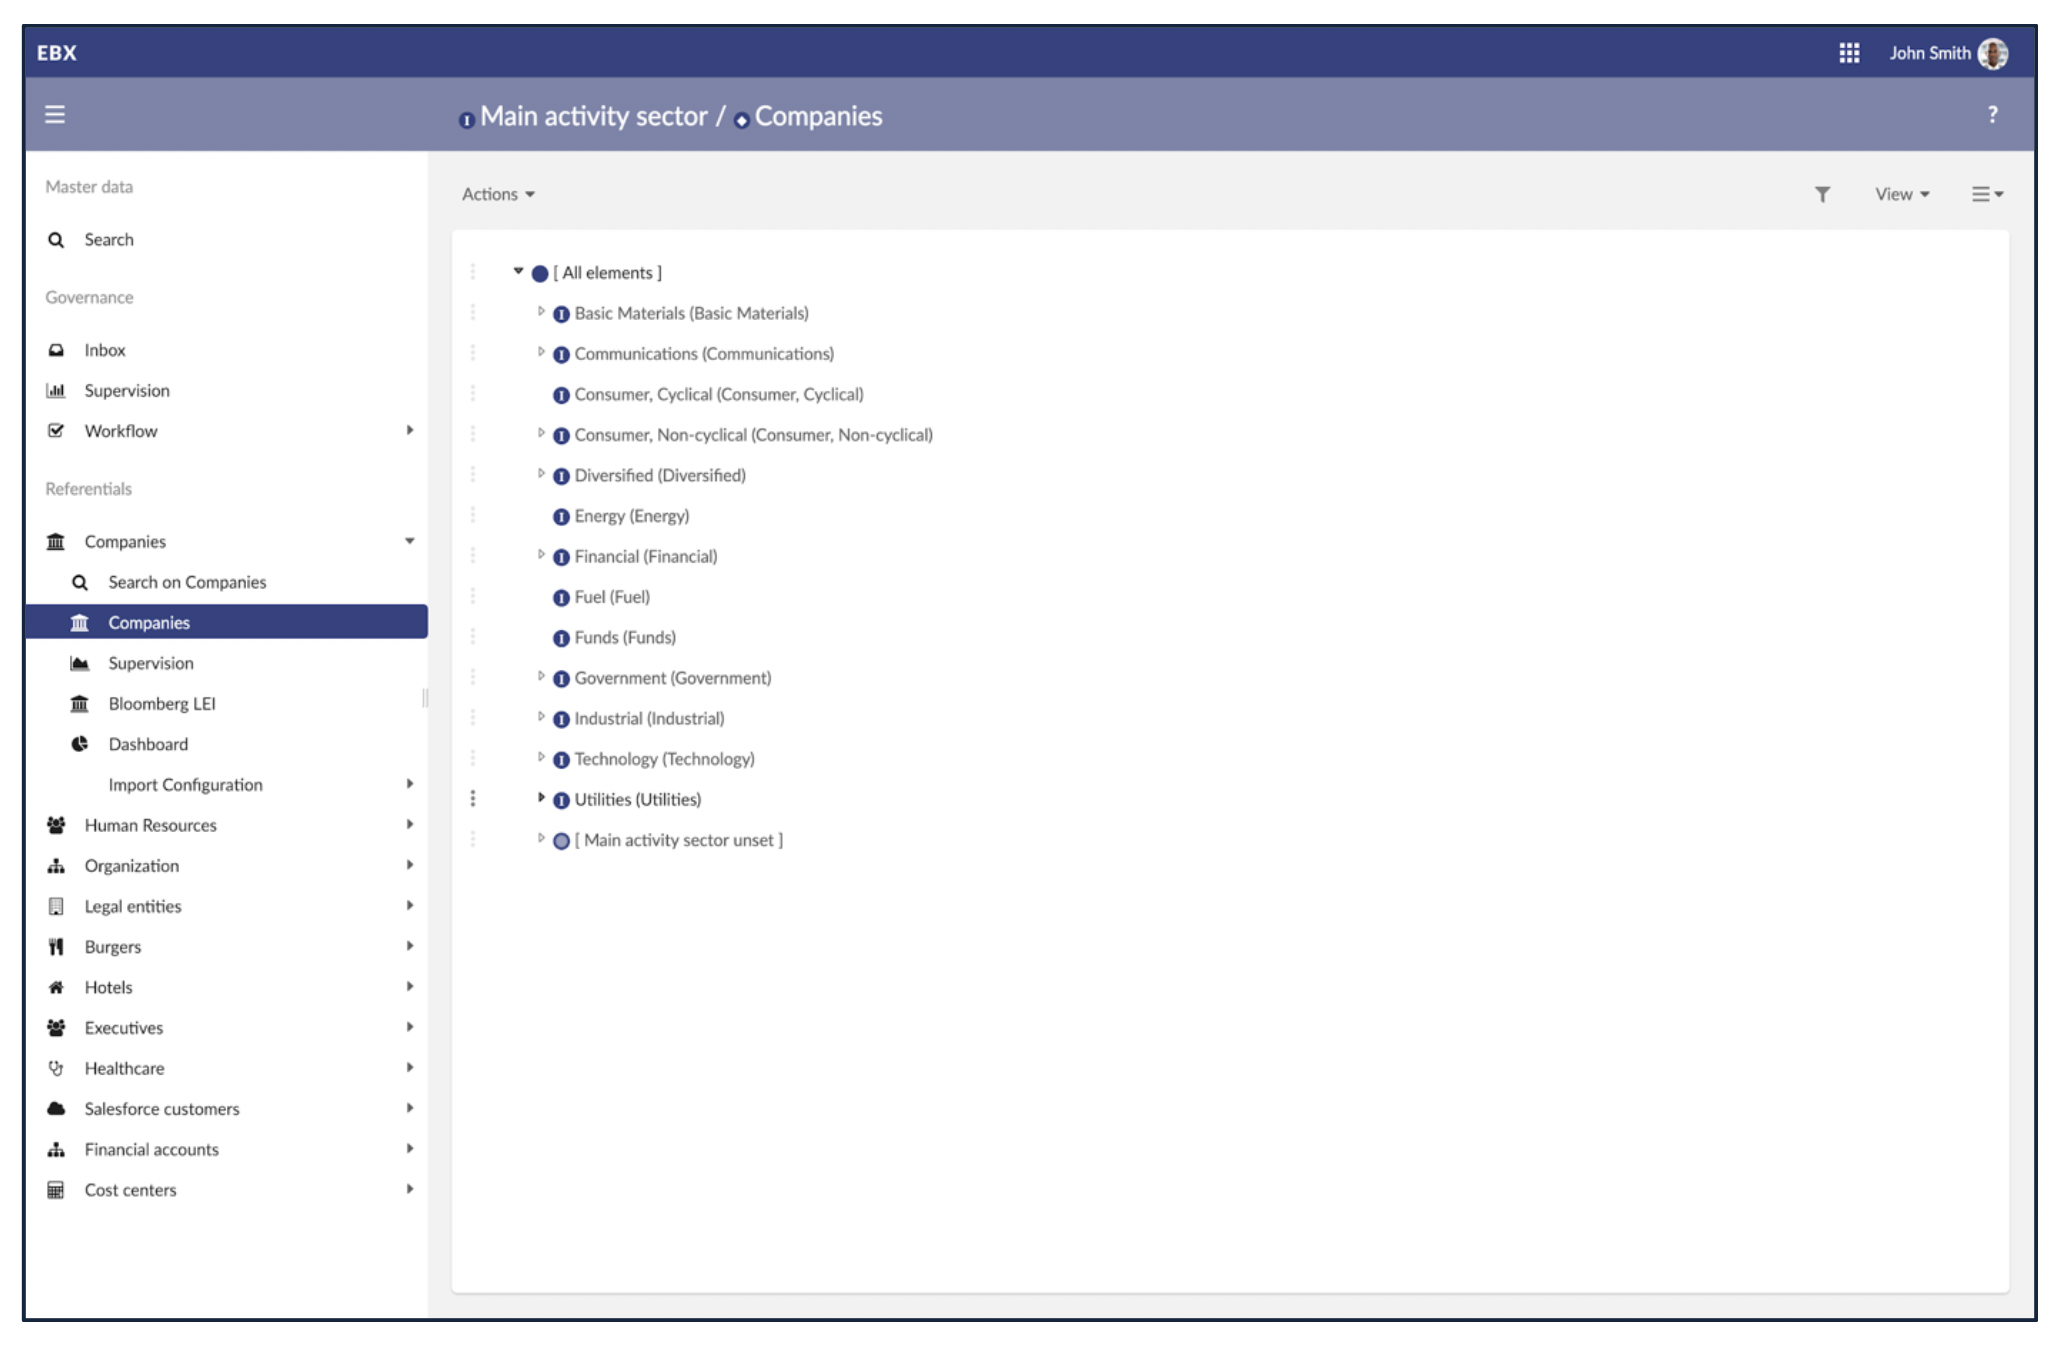 EBX
John Smith
Main activity sector / Companies
?
Master data
Search
Governance
Inbox
Supervision
Workflow
Referentials
Companies
Search on Companies
Companies
Supervision
Bloomberg LEI
Dashboard
Import Configuration
Human Resources
Organization
Legal entities
Burgers
Hotels
Executives
Healthcare
Salesforce customers
Financial accounts
Cost centers
Actions
View
[ All elements ]
Basic Materials (Basic Materials)
Communications (Communications)
Consumer, Cyclical (Consumer, Cyclical)
Consumer, Non-cyclical (Consumer, Non-cyclical)
Diversified (Diversified)
Energy (Energy)
Financial (Financial)
Fuel (Fuel)
Funds (Funds)
Government (Government)
Industrial (Industrial)
Technology (Technology)
Utilities (Utilities)
[ Main activity sector unset ]